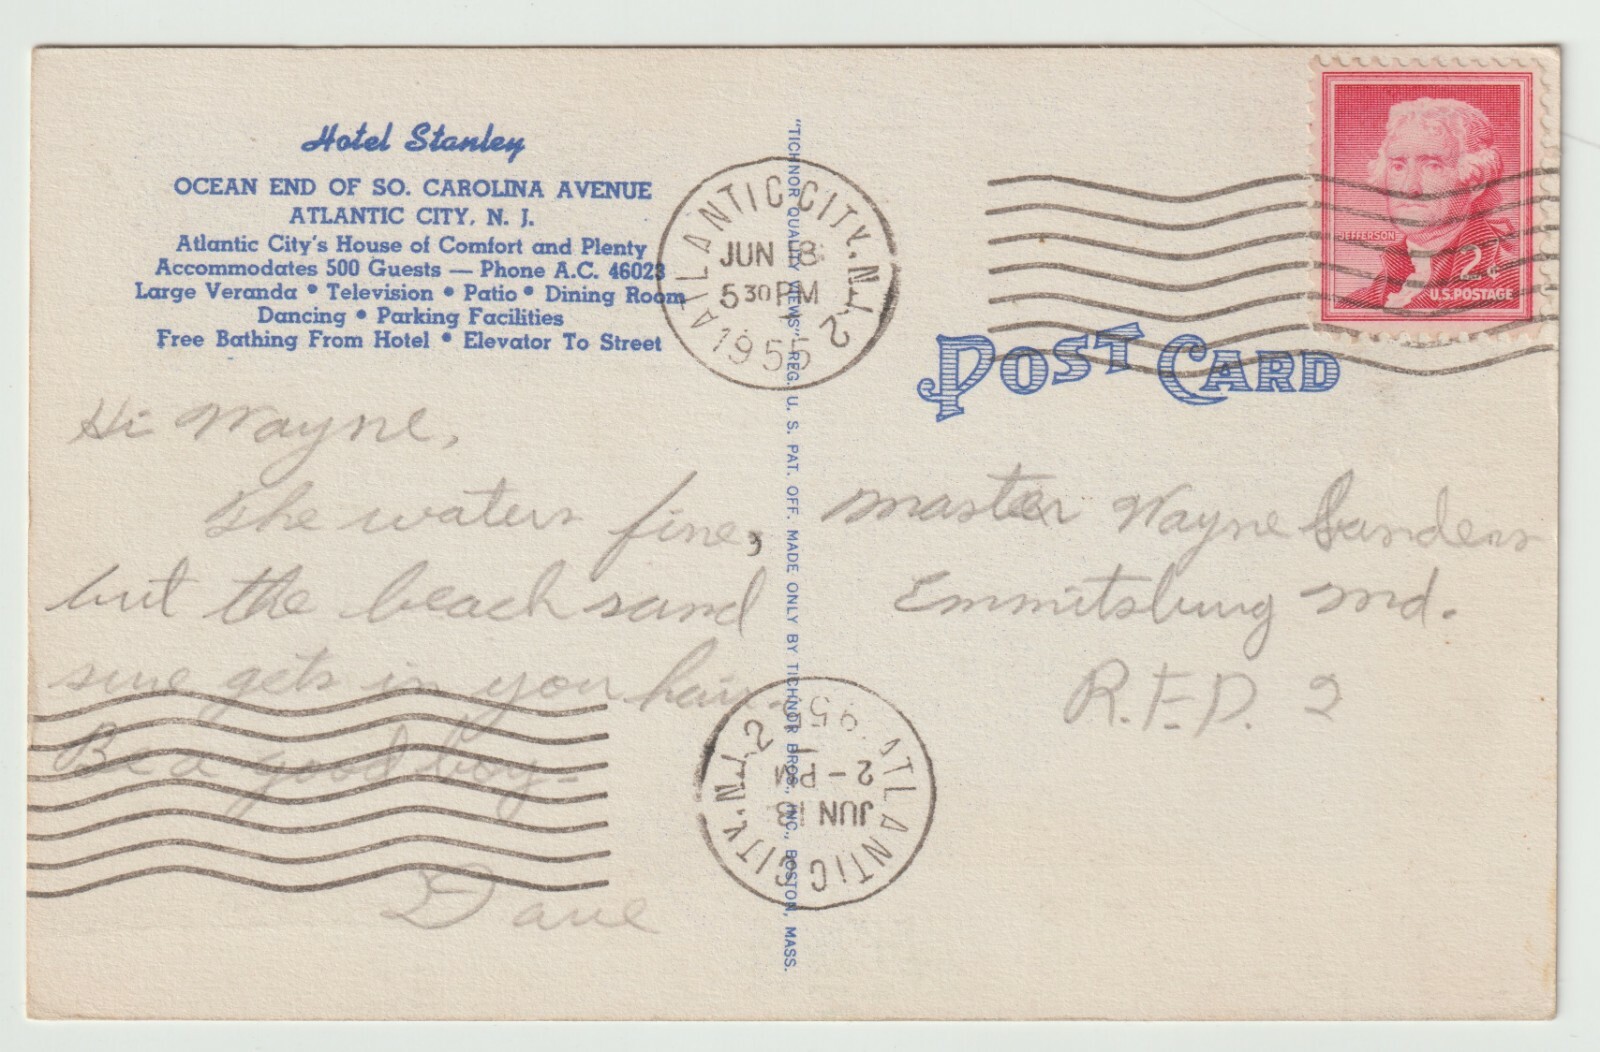 Hotel Stanley
OCEAN END OF SO. CAROLINA AVENUE
ATLANTIC CITY, N. J.
Atlantic City's House of Comfort and Plenty
Accommodates 500 Guests — Phone A.C. 46023
Large Veranda • Television • Patio • Dining Room
Dancing • Parking Facilities
Free Bathing From Hotel • Elevator To Street
Hi Wayne,
The waters fine,
but the beach sand
sure gets in your hair.
Be a good boy-
Dave
"TICHNOR QUALITY VIEWS" REG. U. S. PAT. OFF. MADE ONLY BY TICHNOR BROS., INC., BOSTON, MASS.
ATLANTIC CITY, N.J. 2
JUN 13
5 30 PM
1955
JEFFERSON
2¢
U.S. POSTAGE
POST CARD
Master Wayne Sanders
Emmitsburg Md.
R.F.D. 2
ATLANTIC CITY, N.J. 2
JUN 13
2 - PM